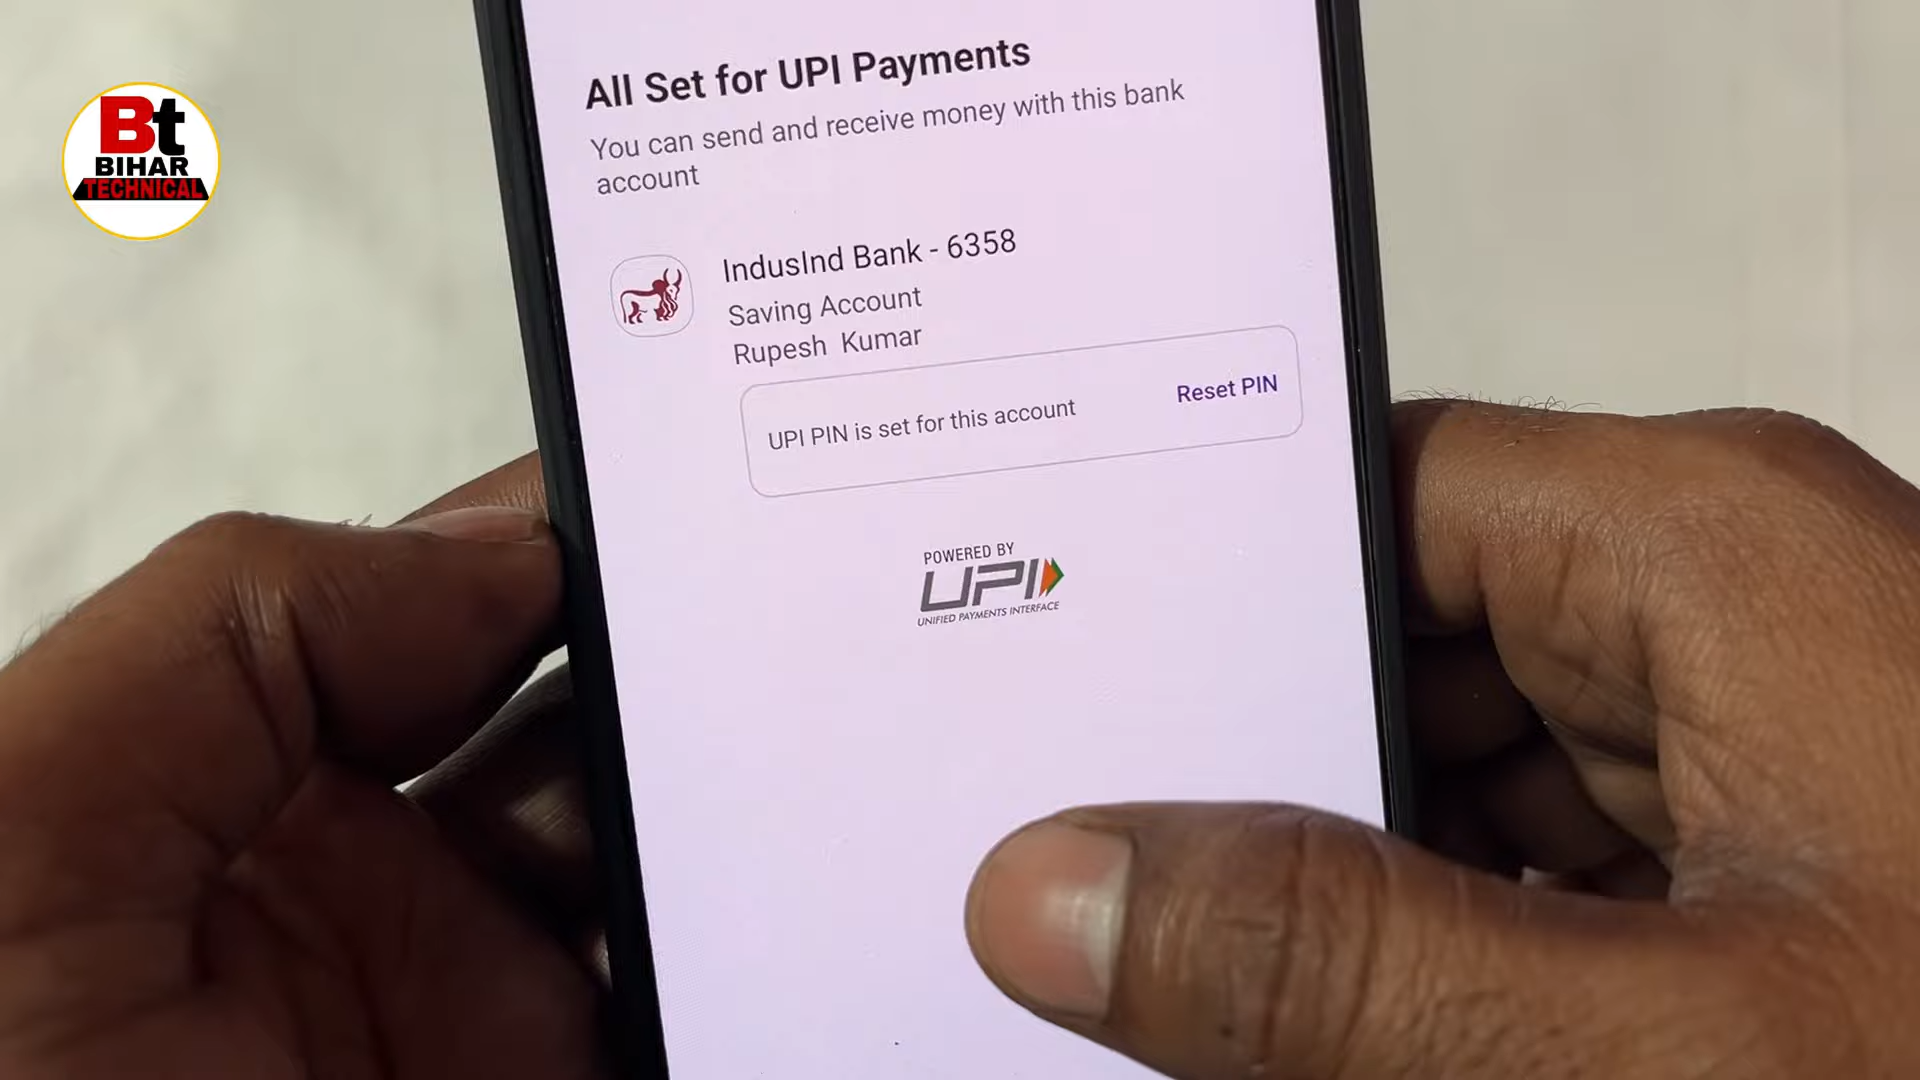 Bt
BIHAR
TECHNICAL
All Set for UPI Payments
You can send and receive money with this bank
account
IndusInd Bank - 6358
Saving Account
Rupesh Kumar
UPI PIN is set for this account
Reset PIN
POWERED BY
UPI
UNIFIED PAYMENTS INTERFACE